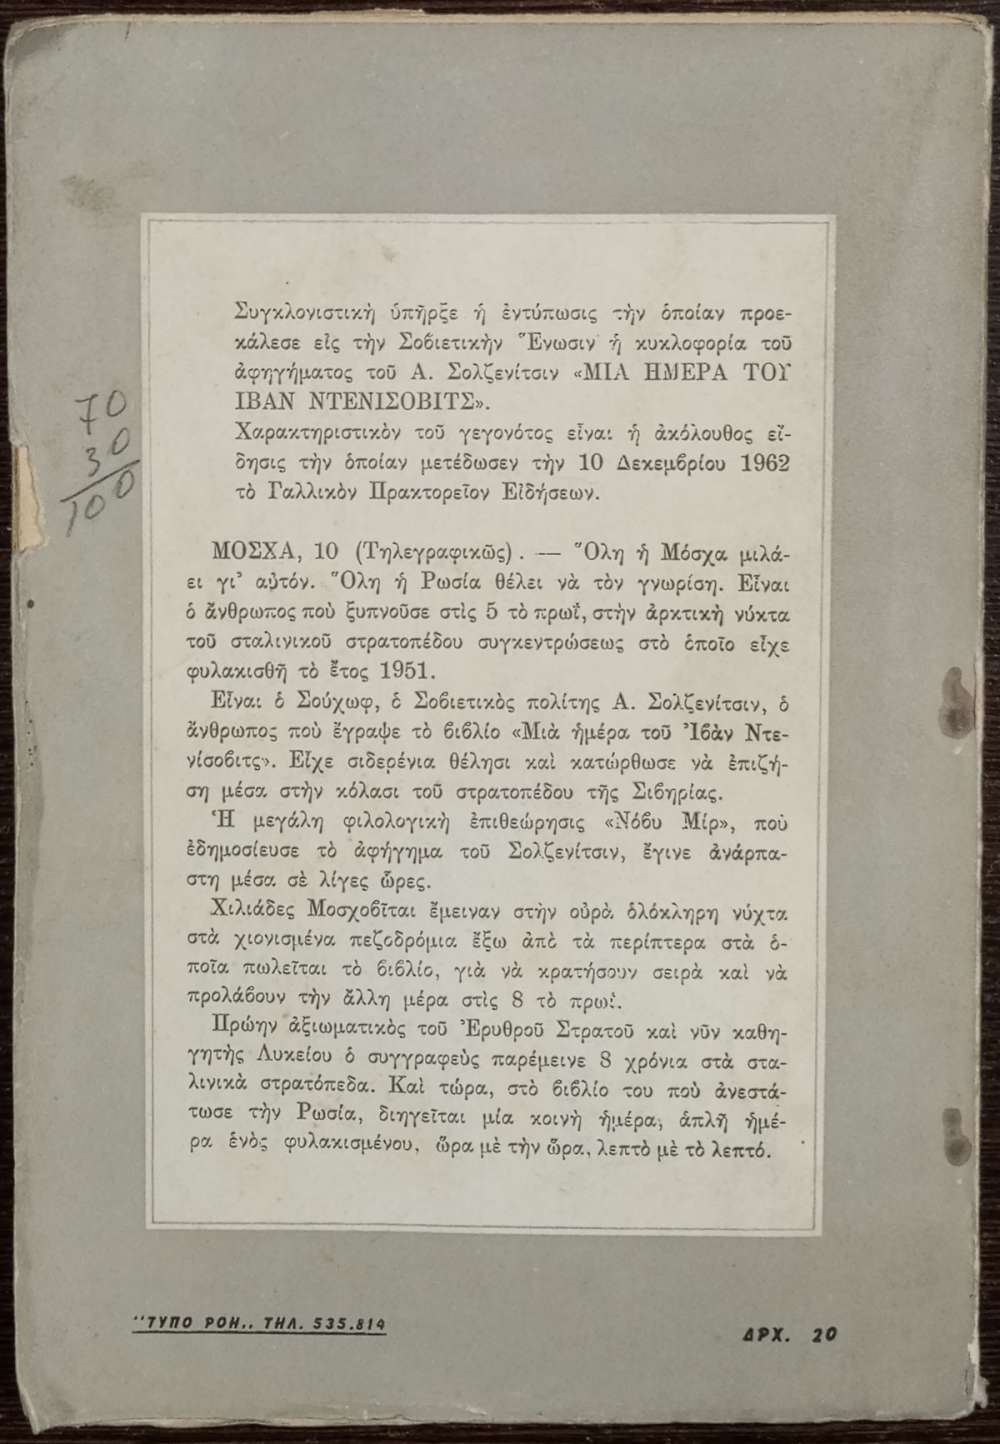 Συγκλονιστικὴ ὑπῆρξε ἡ ἐντύπωσις τὴν ὁποίαν προε-
κάλεσε εἰς τὴν Σοβιετικὴν Ἕνωσιν ἡ κυκλοφορία τοῦ
ἀφηγήματος τοῦ Α. Σολζενίτσιν «ΜΙΑ ΗΜΕΡΑ ΤΟΥ
ΙΒΑΝ ΝΤΕΝΙΣΟΒΙΤΣ».
Χαρακτηριστικὸν τοῦ γεγονότος εἶναι ἡ ἀκόλουθος εἴ-
δησις τὴν ὁποίαν μετέδωσεν τὴν 10 Δεκεμβρίου 1962
τὸ Γαλλικὸν Πρακτορεῖον Εἰδήσεων.
70
30
100
ΜΟΣΧΑ, 10 (Τηλεγραφικῶς). — Ὅλη ἡ Μόσχα μιλά-
ει γι' αὐτόν. Ὅλη ἡ Ρωσία θέλει νὰ τὸν γνωρίση. Εἶναι
ὁ ἄνθρωπος ποὺ ξυπνοῦσε στὶς 5 τὸ πρωΐ, στὴν ἀρκτικὴ νύκτα
τοῦ σταλινικοῦ στρατοπέδου συγκεντρώσεως στὸ ὁποῖο εἶχε
φυλακισθῆ τὸ ἔτος 1951.
Εἶναι ὁ Σούχωφ, ὁ Σοβιετικὸς πολίτης Α. Σολζενίτσιν, ὁ
ἄνθρωπος ποὺ ἔγραψε τὸ βιβλίο «Μιὰ ἡμέρα τοῦ Ἰβὰν Ντε-
νίσοβιτς». Εἶχε σιδερένια θέλησι καὶ κατώρθωσε νὰ ἐπιζή-
ση μέσα στὴν κόλασι τοῦ στρατοπέδου τῆς Σιβηρίας.
Ἡ μεγάλη φιλολογικὴ ἐπιθεώρησις «Νόβυ Μίρ», ποὺ
ἐδημοσίευσε τὸ ἀφήγημα τοῦ Σολζενίτσιν, ἔγινε ἀνάρπα-
στη μέσα σὲ λίγες ὧρες.
Χιλιάδες Μοσχοβῖται ἔμειναν στὴν οὐρὰ ὁλόκληρη νύχτα
στὰ χιονισμένα πεζοδρόμια ἔξω ἀπὸ τὰ περίπτερα στὰ ὁ-
ποῖα πωλεῖται τὸ βιβλίο, γιὰ νὰ κρατήσουν σειρὰ καὶ νὰ
προλάβουν τὴν ἄλλη μέρα στὶς 8 τὸ πρωΐ.
Πρώην ἀξιωματικὸς τοῦ Ἐρυθροῦ Στρατοῦ καὶ νῦν καθη-
γητὴς Λυκείου ὁ συγγραφεὺς παρέμεινε 8 χρόνια στὰ στα-
λινικὰ στρατόπεδα. Καὶ τώρα, στὸ βιβλίο του ποὺ ἀνεστά-
τωσε τὴν Ρωσία, διηγεῖται μία κοινὴ ἡμέρα, ἁπλῆ ἡμέ-
ρα ἑνὸς φυλακισμένου, ὥρα μὲ τὴν ὥρα, λεπτὸ μὲ τὸ λεπτό.
"ΤΥΠΟ ΡΟΗ,, ΤΗΛ. 535.814
ΔΡΧ. 20